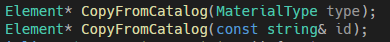 Element* CopyFromCatalog(MaterialType type);
Element* CopyFromCatalog(const string& id);